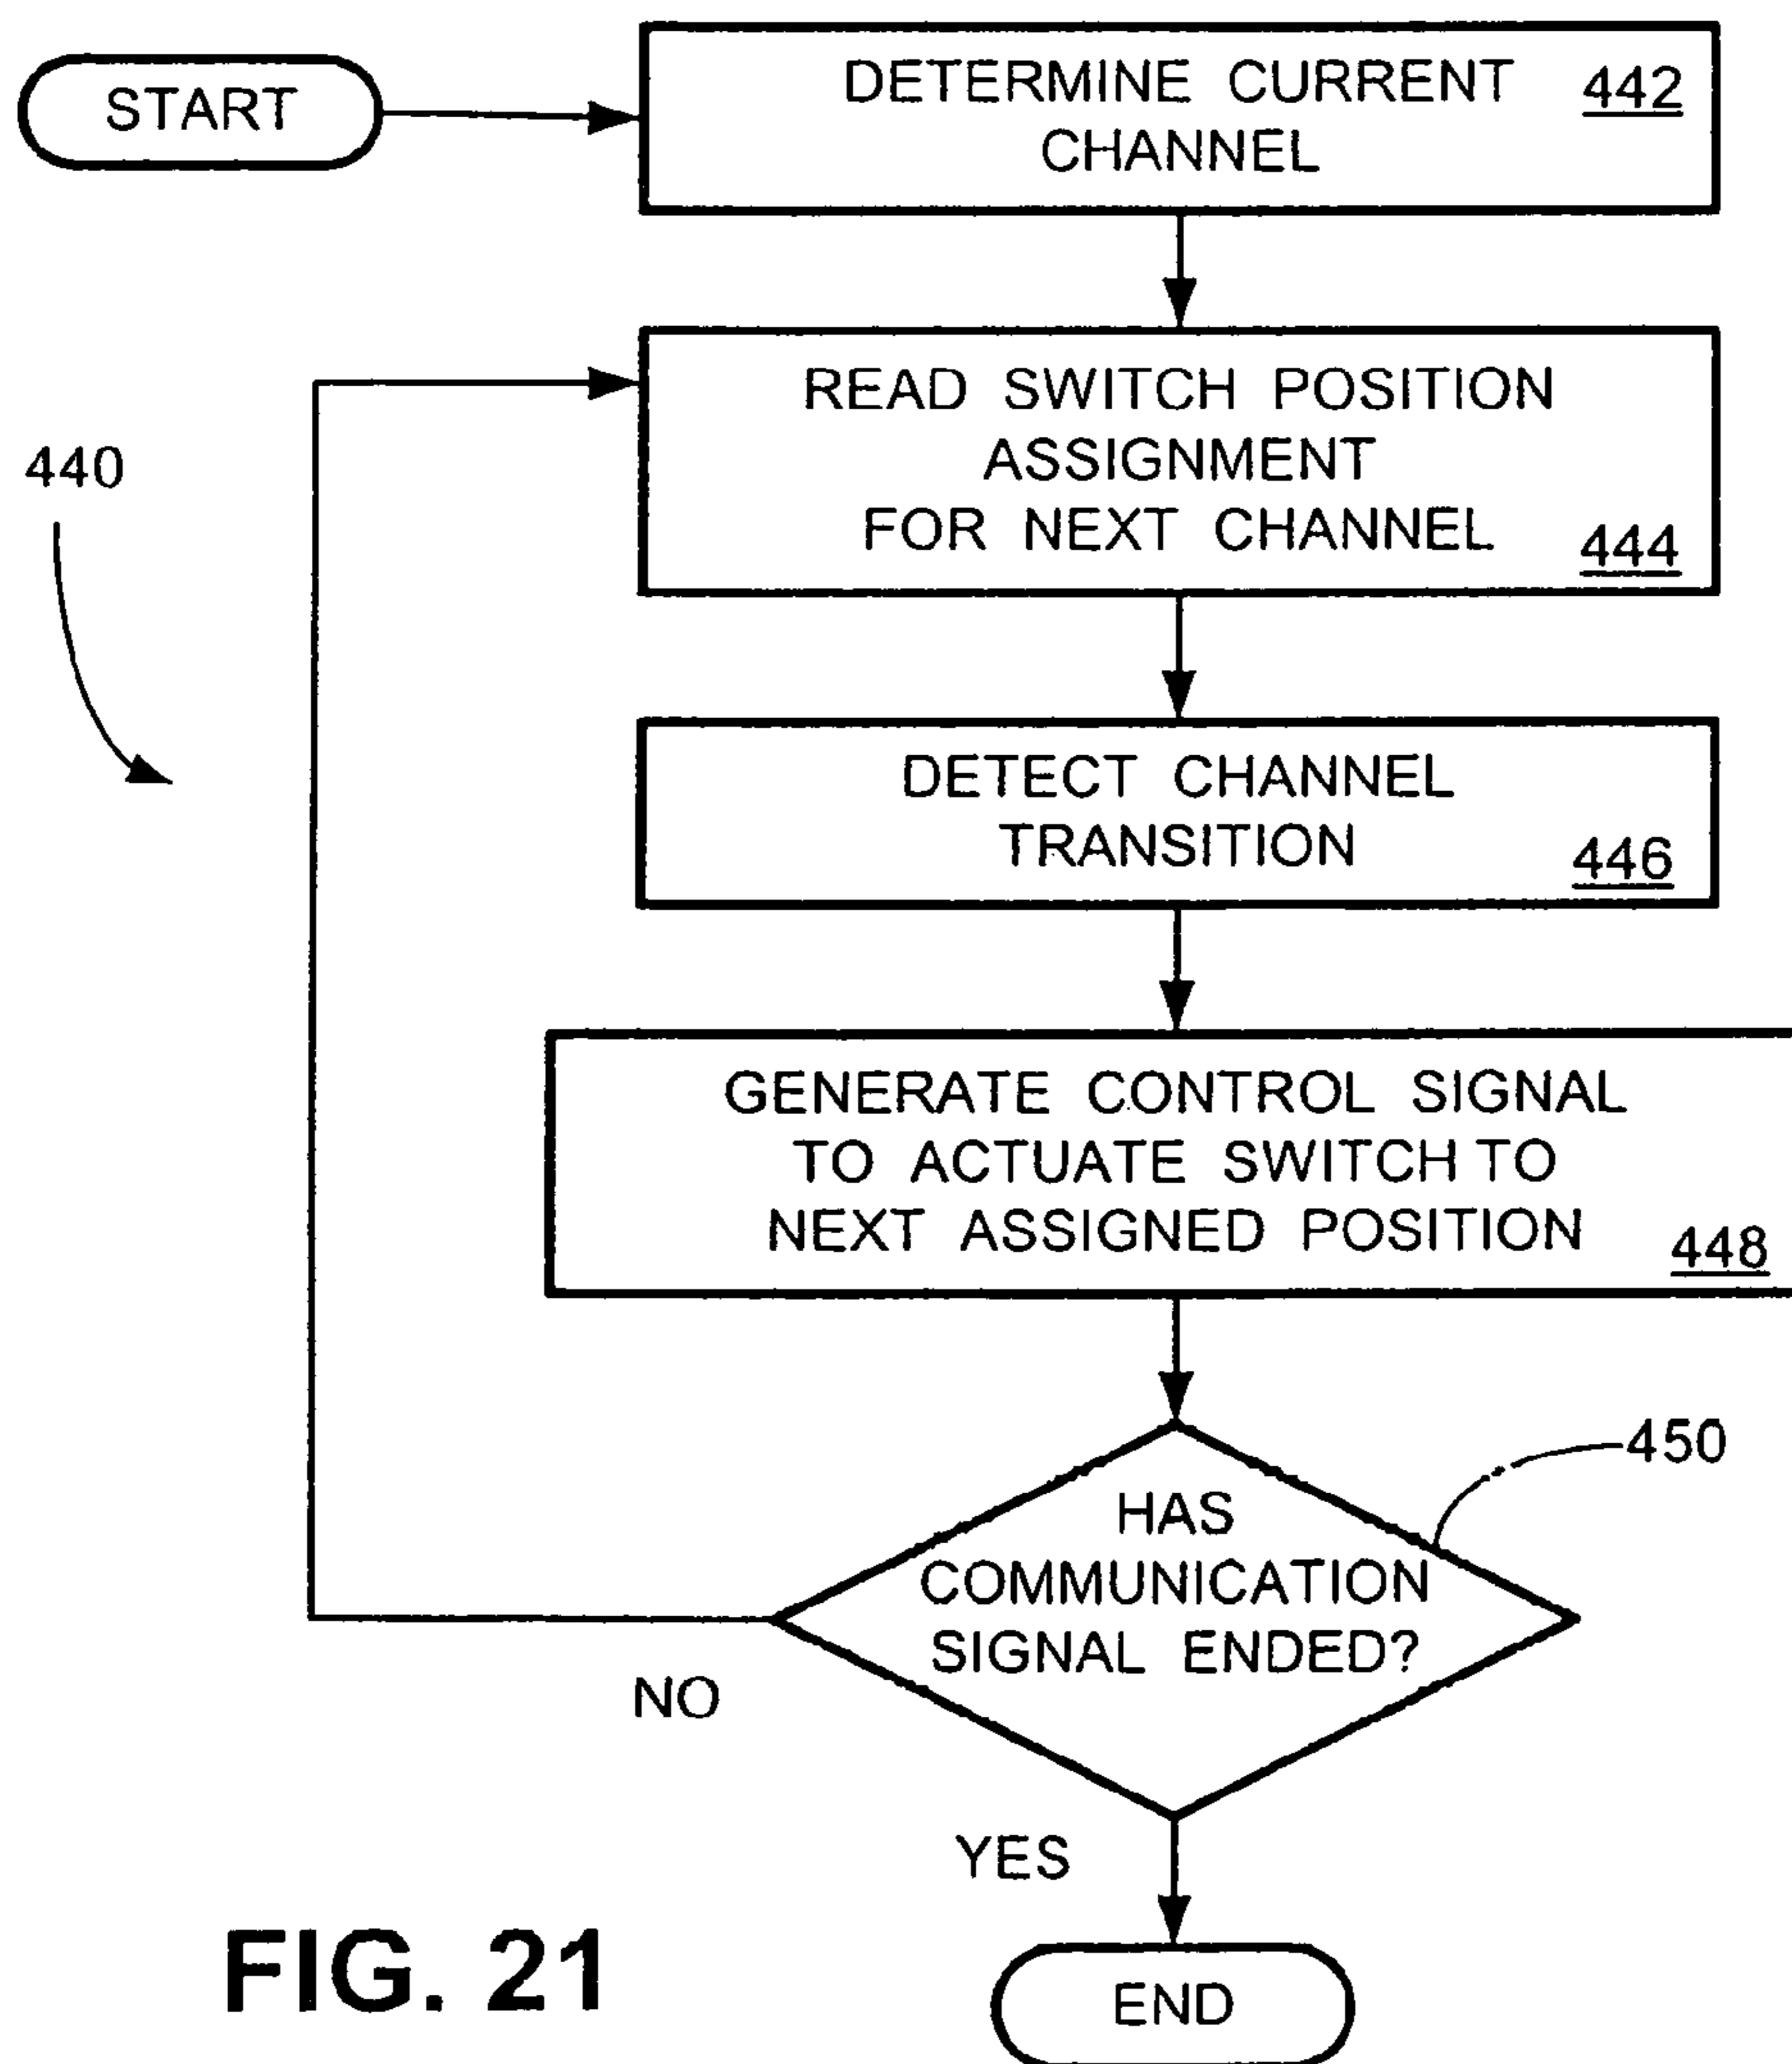 START
DETERMINE CURRENT
CHANNEL
442
READ SWITCH POSITION
ASSIGNMENT
FOR NEXT CHANNEL
444
440
DETECT CHANNEL
TRANSITION
446
GENERATE CONTROL SIGNAL
TO ACTUATE SWITCH TO
NEXT ASSIGNED POSITION
448
450
HAS
COMMUNICATION
SIGNAL ENDED?
NO
YES
END
FIG. 21